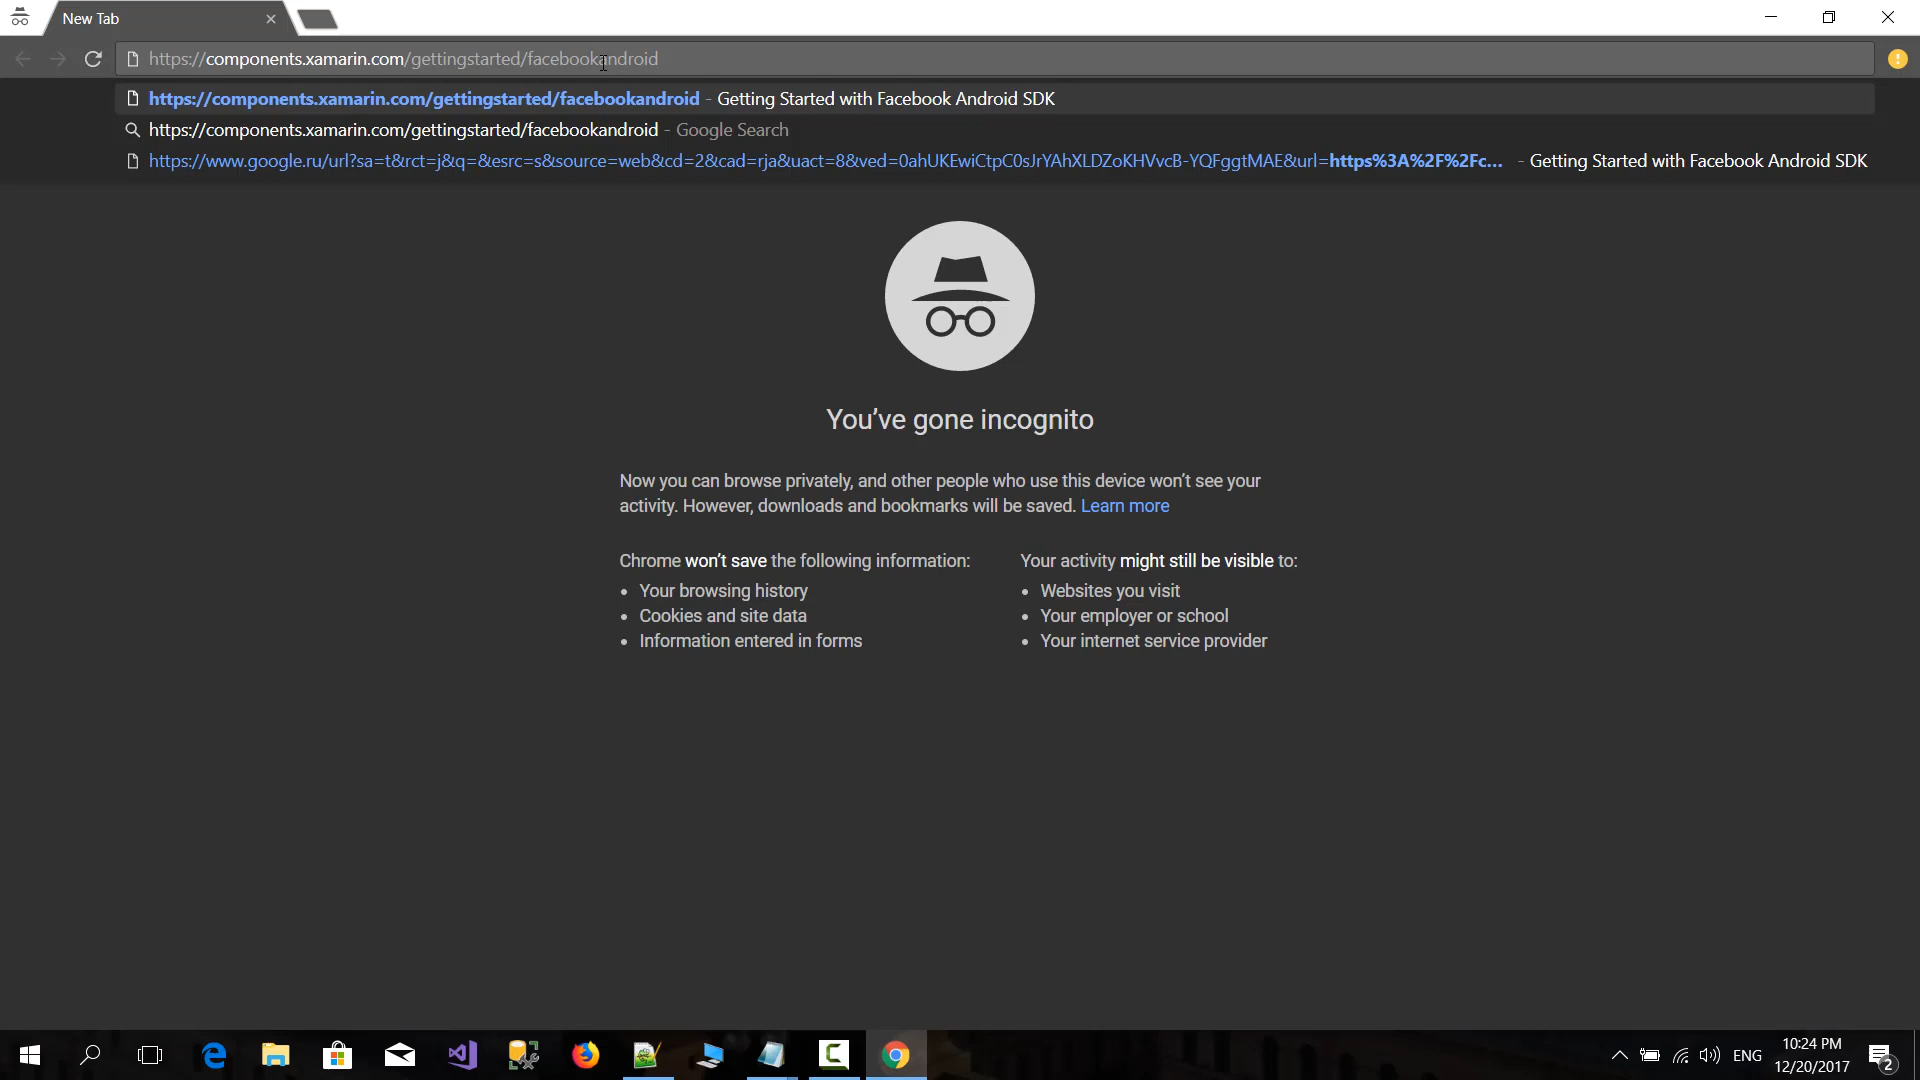 New Tab
https://components.xamarin.com/gettingstarted/facebookandroid
https://components.xamarin.com/gettingstarted/facebookandroid - Getting Started with Facebook Android SDK
https://components.xamarin.com/gettingstarted/facebookandroid - Google Search
https://www.google.ru/url?sa=t&rct=j&q=&esrc=s&source=web&cd=2&cad=rja&uact=8&ved=0ahUKEwiCtpC0sJrYAhXLDZoKHVvcB-YQFggtMAE&url=https%3A%2F%2Fc... - Getting Started with Facebook Android SDK
You've gone incognito
Now you can browse privately, and other people who use this device won't see your
activity. However, downloads and bookmarks will be saved. Learn more
Chrome won't save the following information:
• Your browsing history
• Cookies and site data
• Information entered in forms
Your activity might still be visible to:
• Websites you visit
• Your employer or school
• Your internet service provider
ENG
10:24 PM
12/20/2017
2